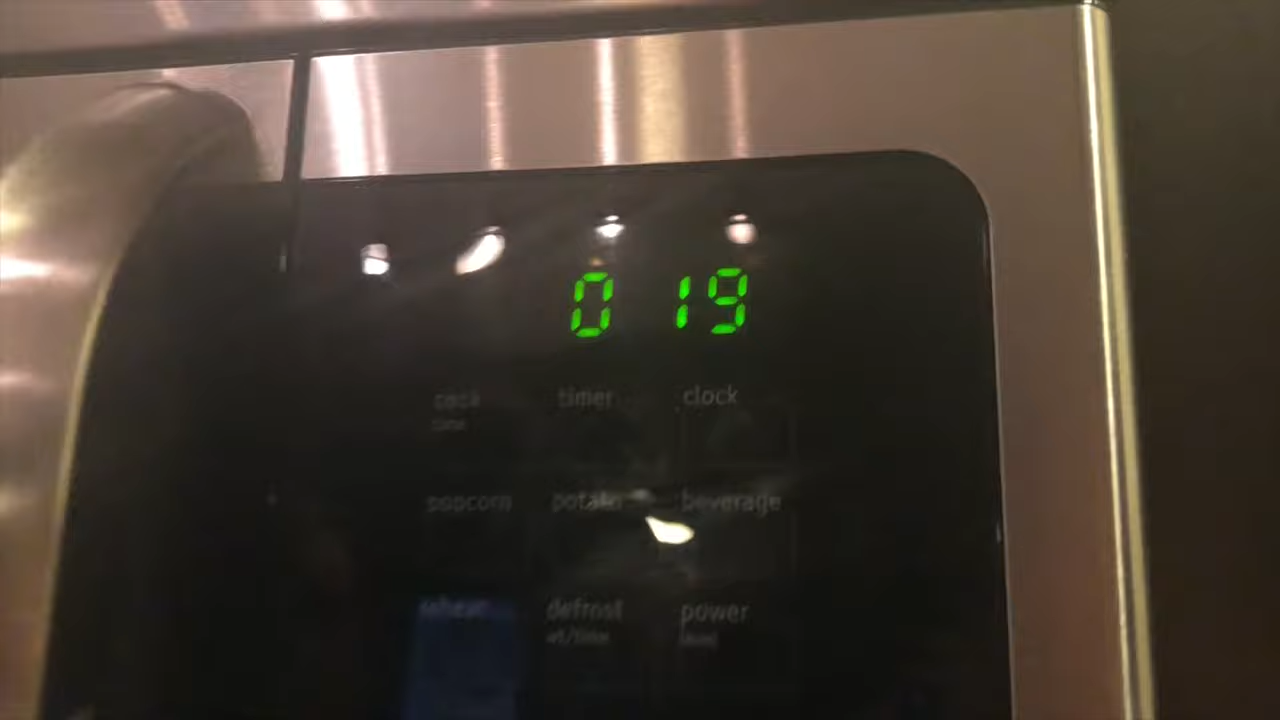 0 19
cook timer clock
time
popcorn potato beverage
reheat defrost power
wt/time level